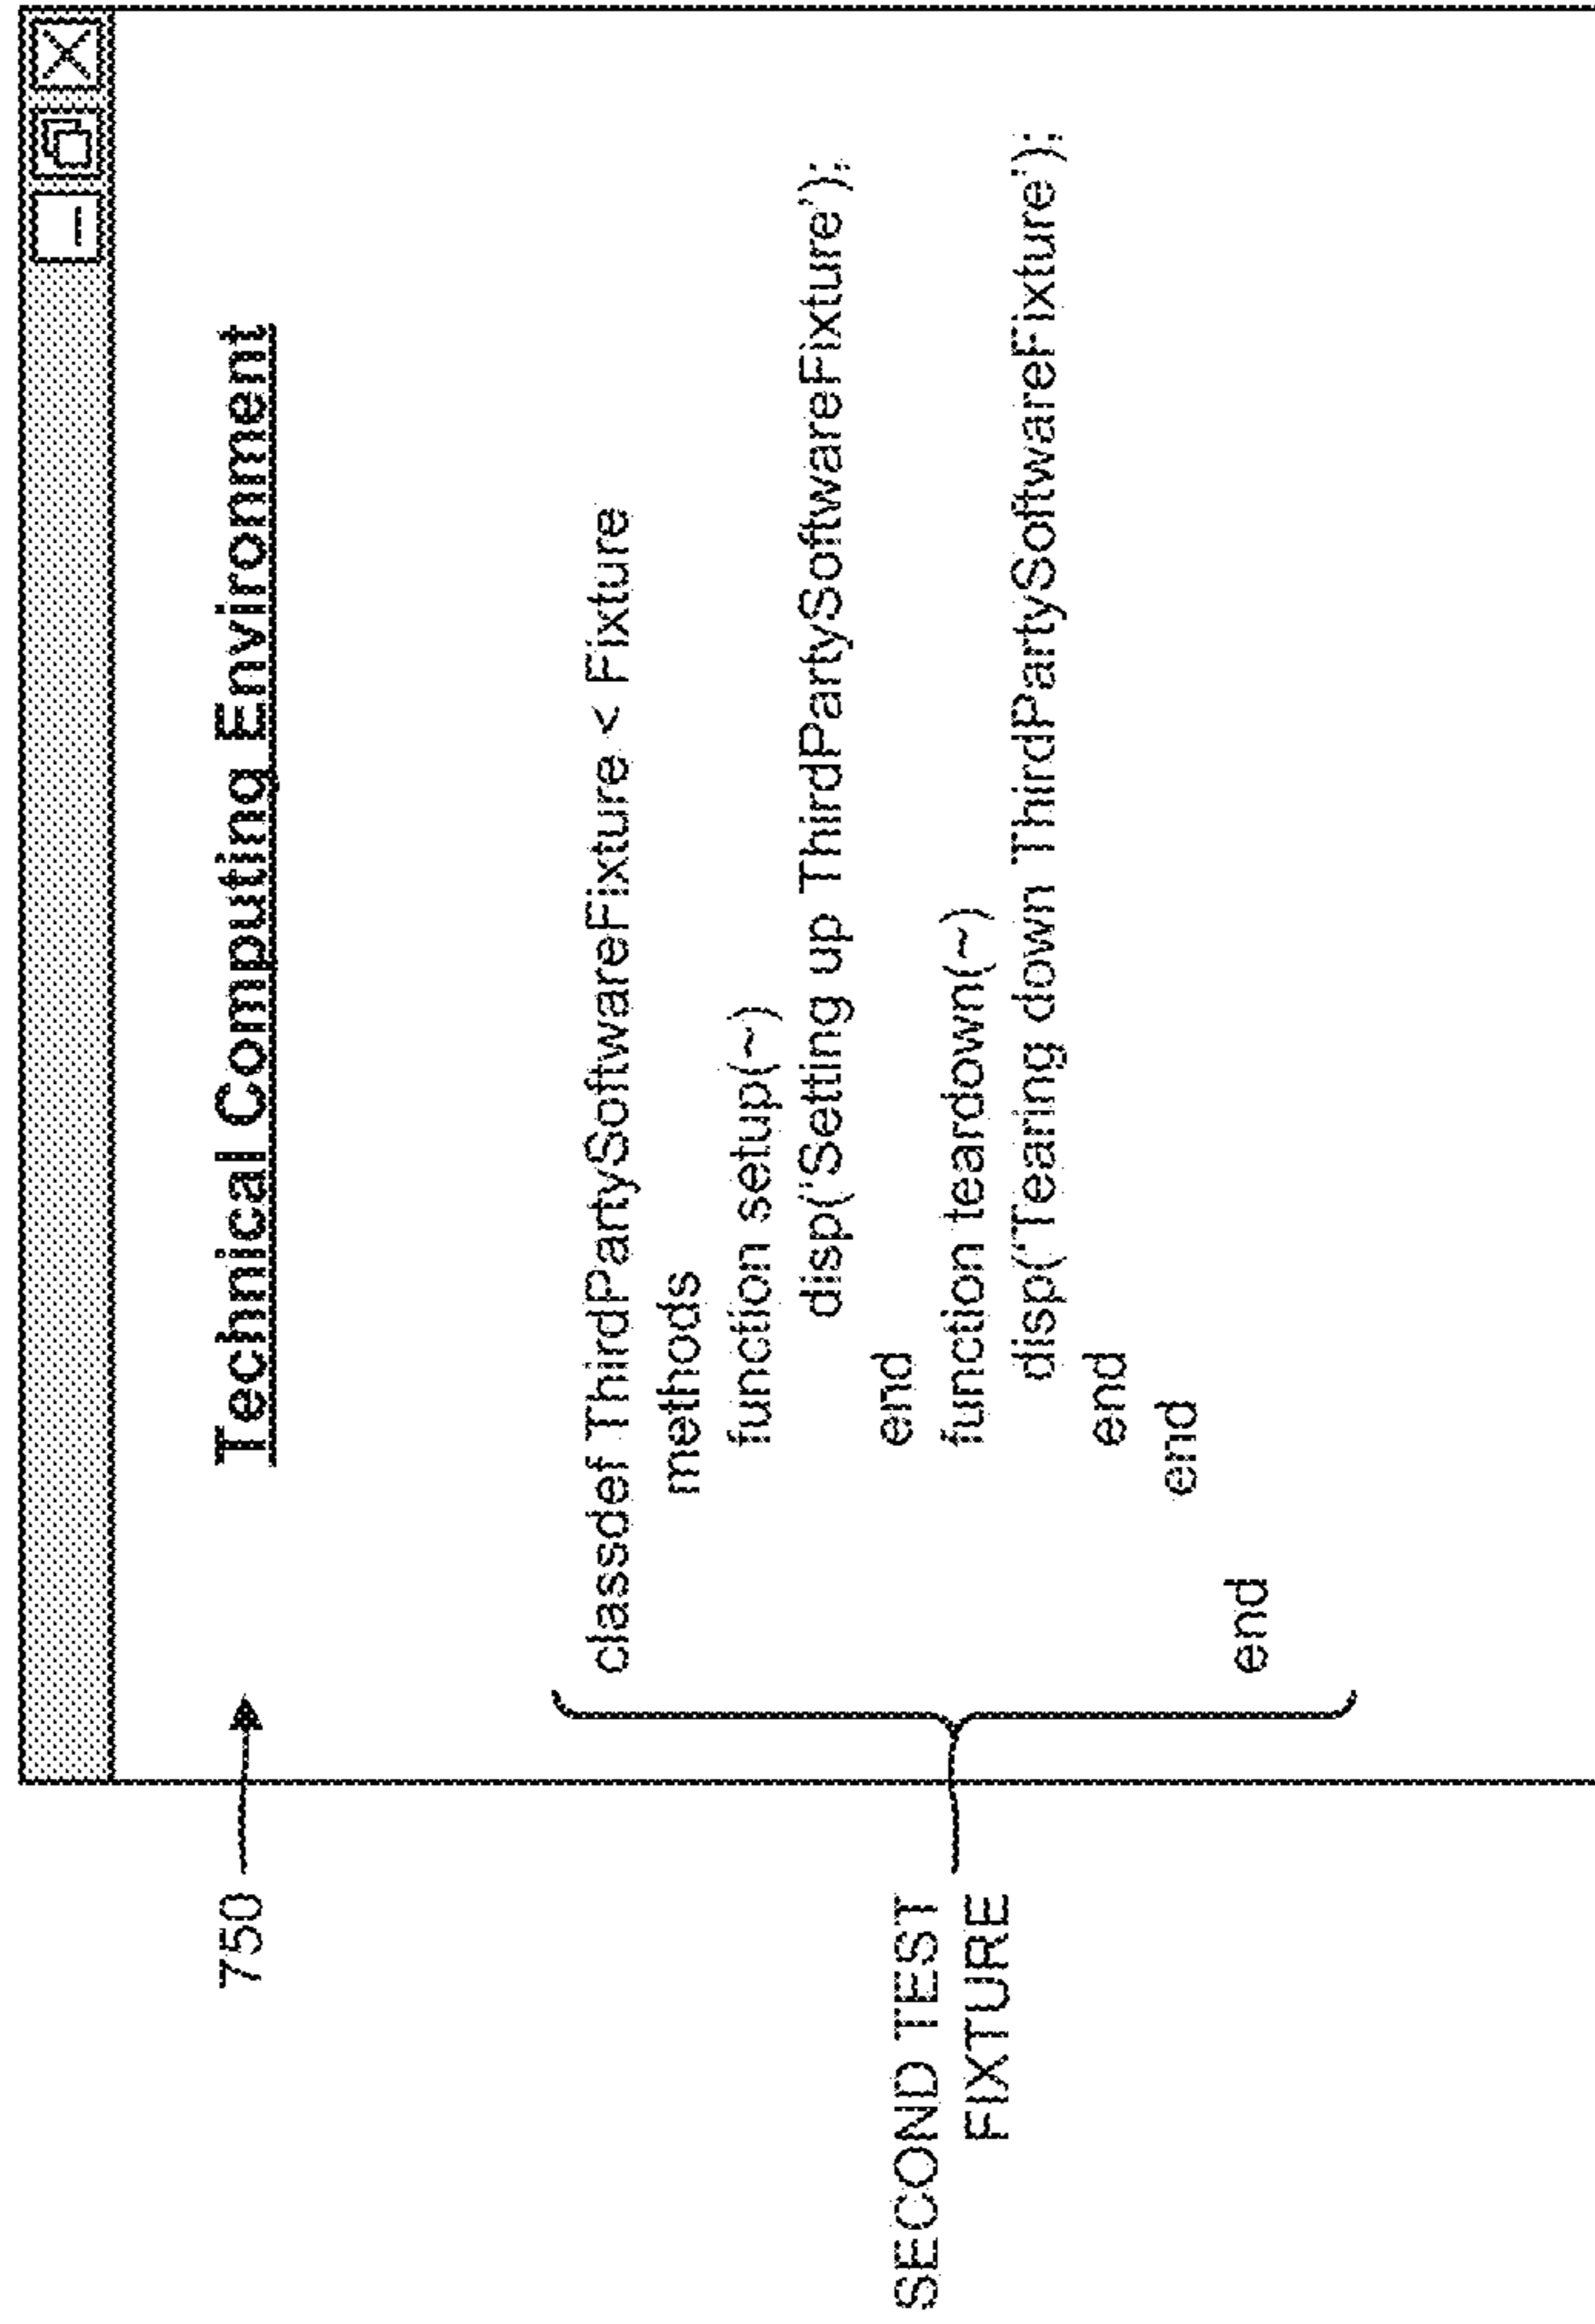 Technical Computing Environment
750
classdef ThirdPartySoftwareFixture < Fixture
methods
function setup(~)
disp('Setting up ThirdPartySoftwareFixture');
end
function teardown(~)
disp('Tearing down ThirdPartySoftwareFixture');
end
end
end
SECOND TEST
FIXTURE